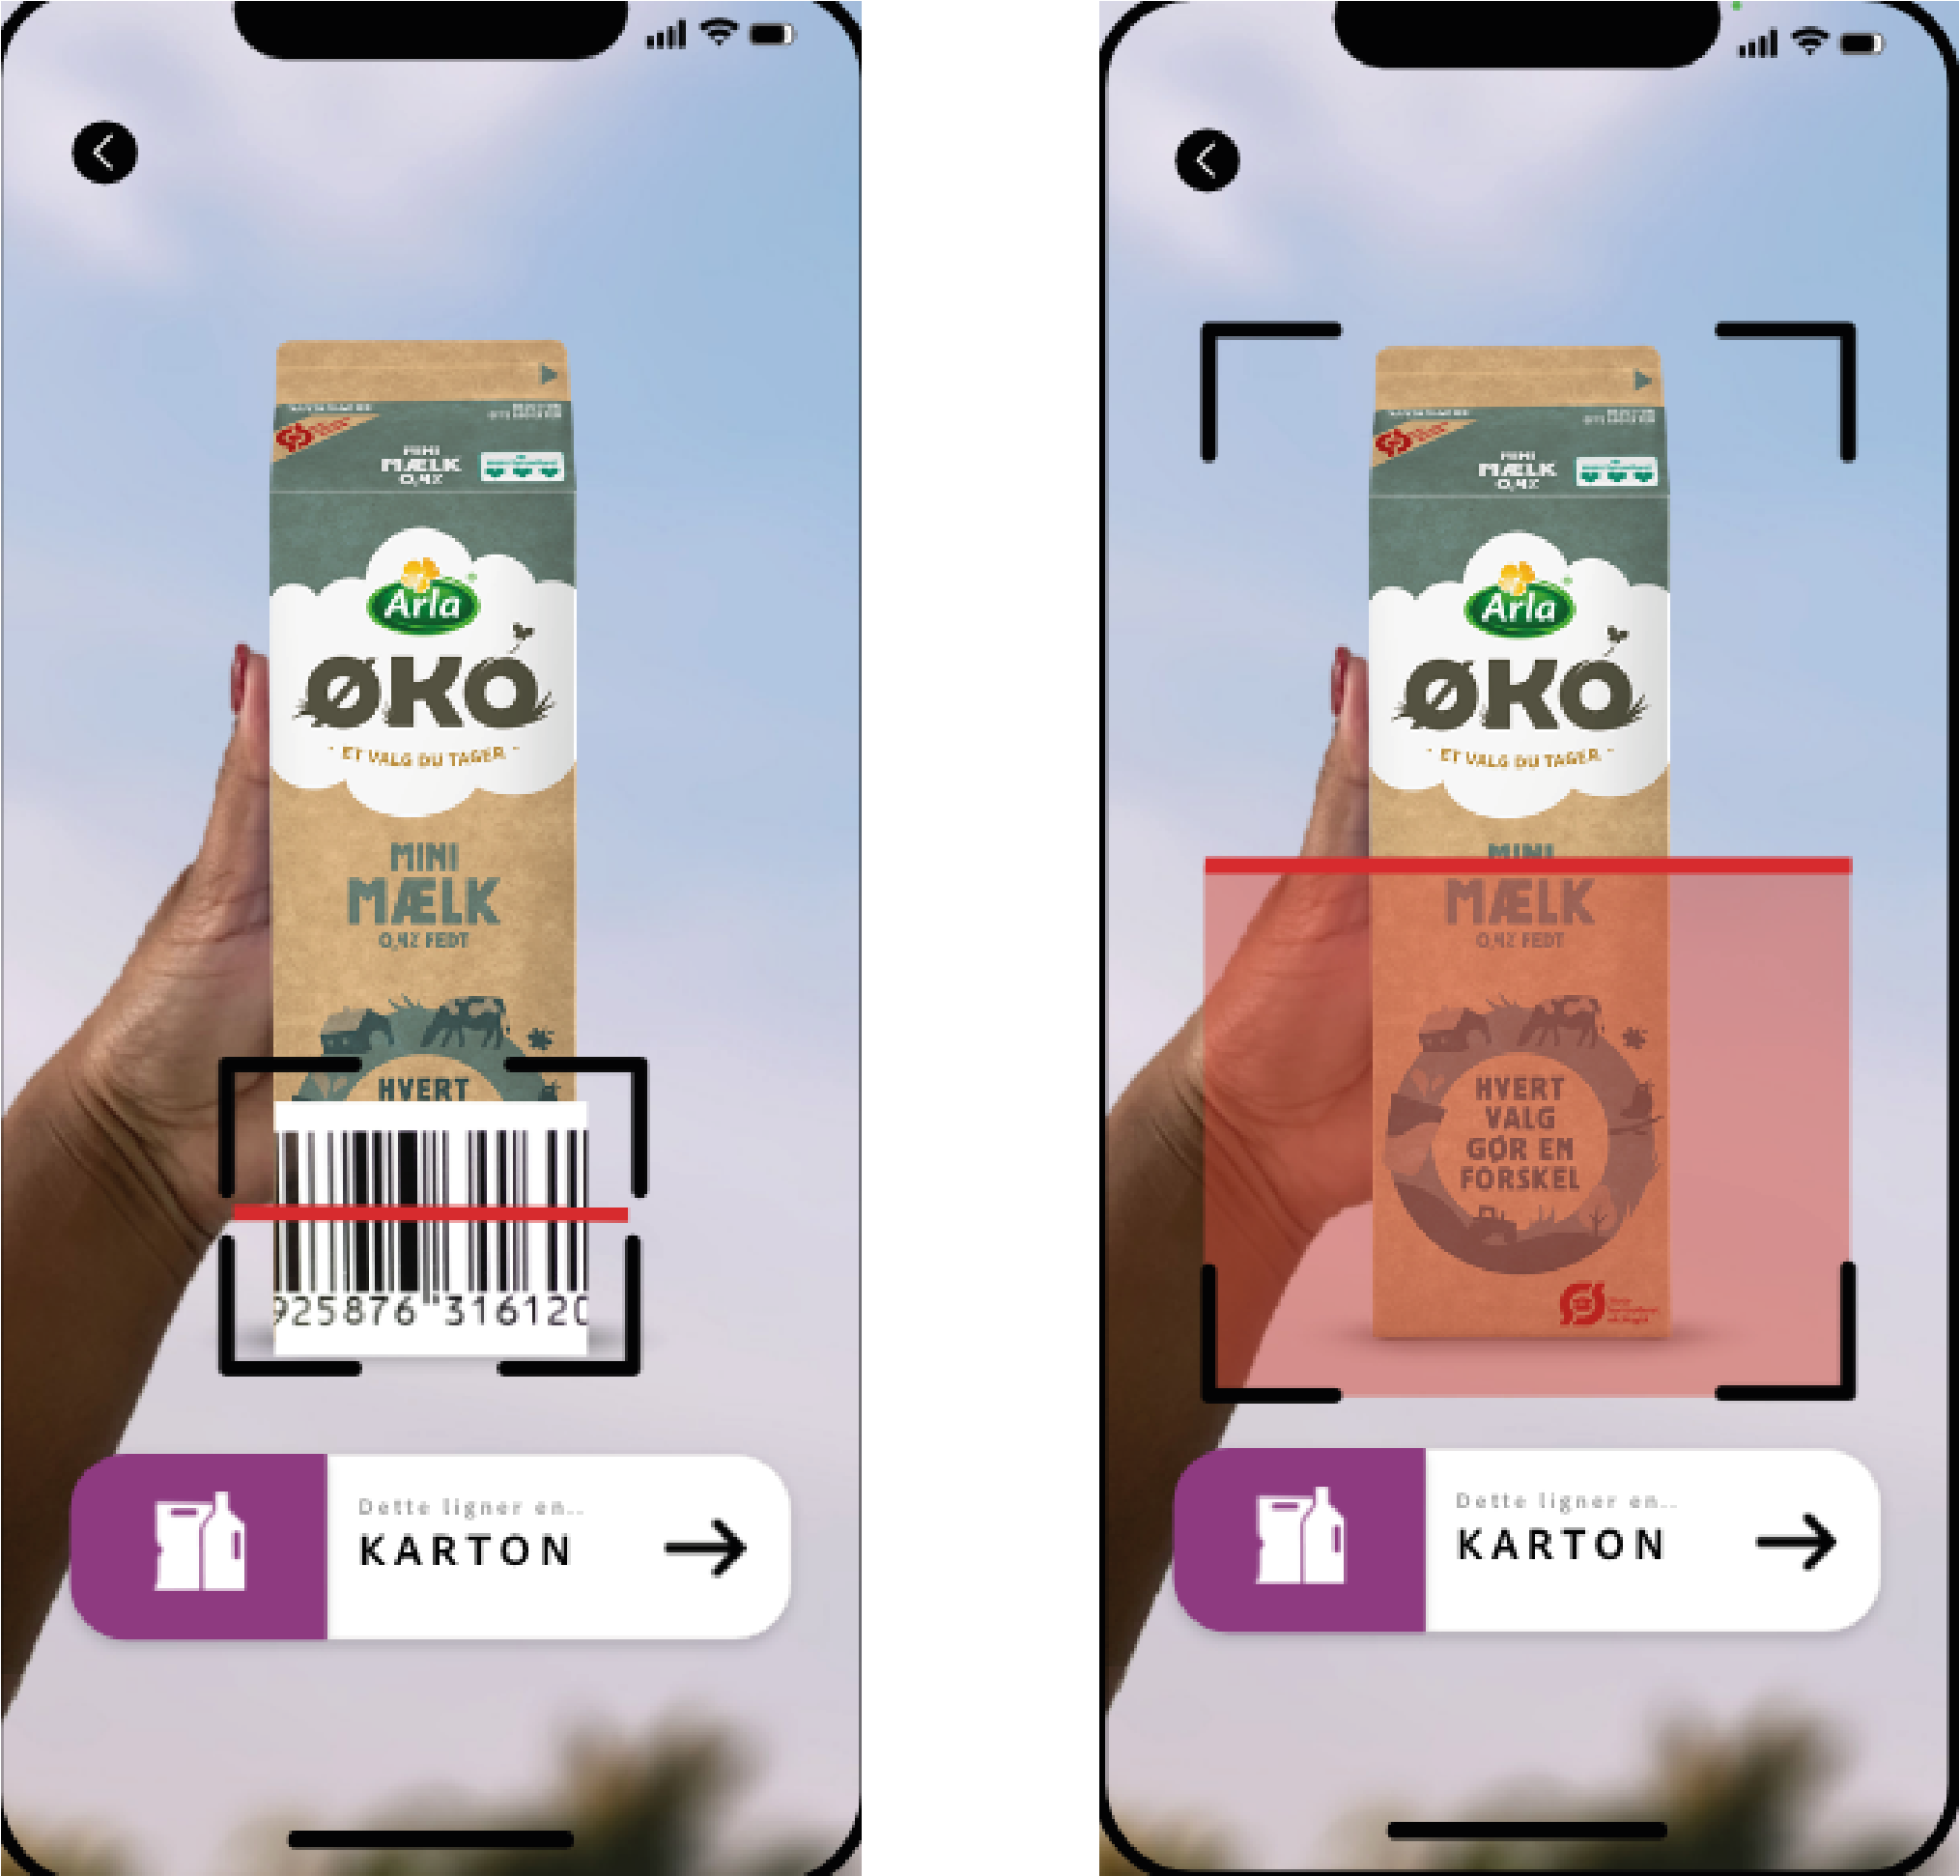 MINI
MÆLK
0,4%
Arla
ØKO
- ET VALG DU TAGER -
MINI
MÆLK
0,4% FEDT
HVERT
925876 316120
Dette ligner en...
KARTON
MINI
MÆLK
0,4%
Arla
ØKO
- ET VALG DU TAGER -
MINI
MÆLK
0,4% FEDT
HVERT
VALG
GØR EN
FORSKEL
Ø
Dette ligner en...
KARTON